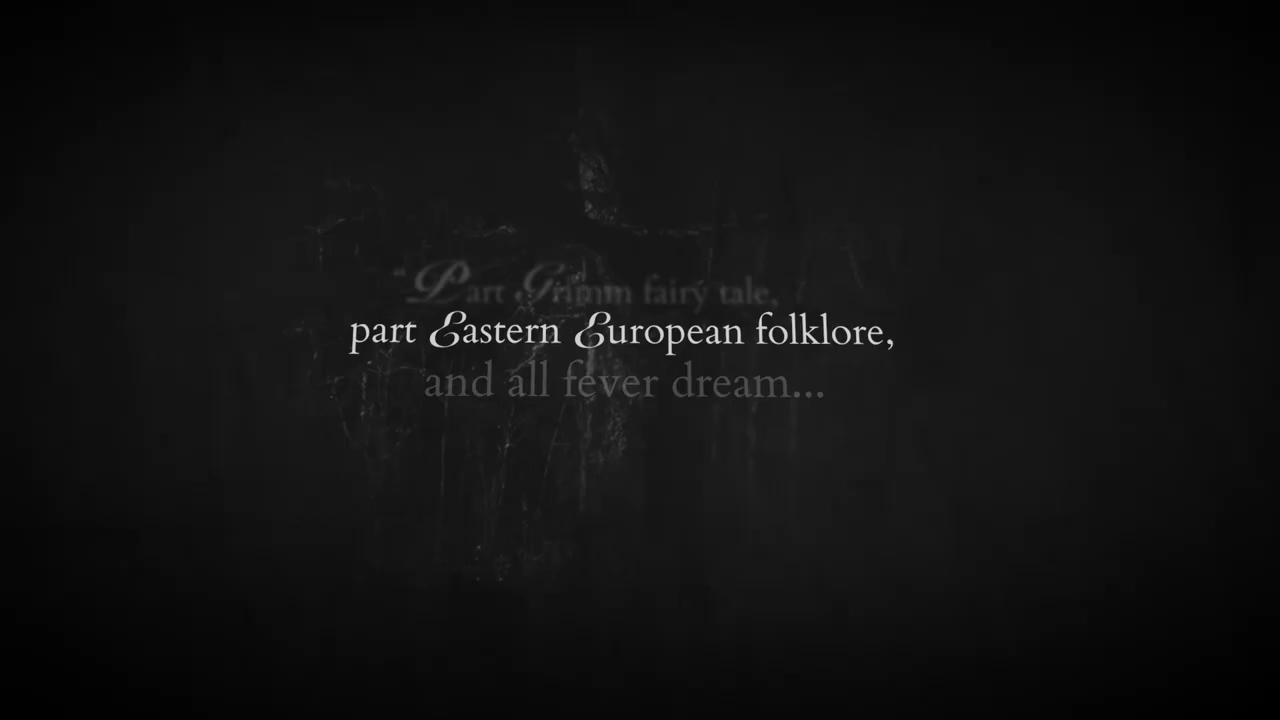 “Part Grimm fairy tale,
part Eastern European folklore,
and all fever dream...